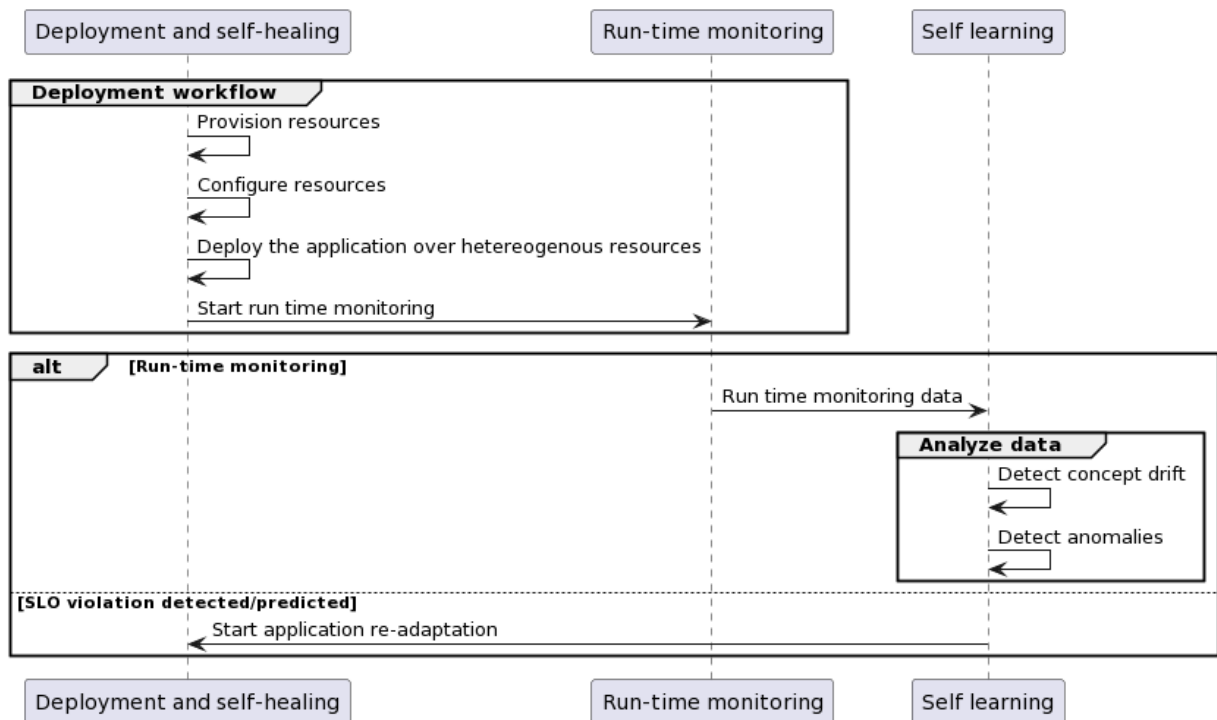 Deployment and self-healing
Run-time monitoring
Self learning
Deployment workflow
Provision resources
Configure resources
Deploy the application over hetereogenous resources
Start run time monitoring
alt
[Run-time monitoring]
Run time monitoring data
Analyze data
Detect concept drift
Detect anomalies
[SLO violation detected/predicted]
Start application re-adaptation
Deployment and self-healing
Run-time monitoring
Self learning